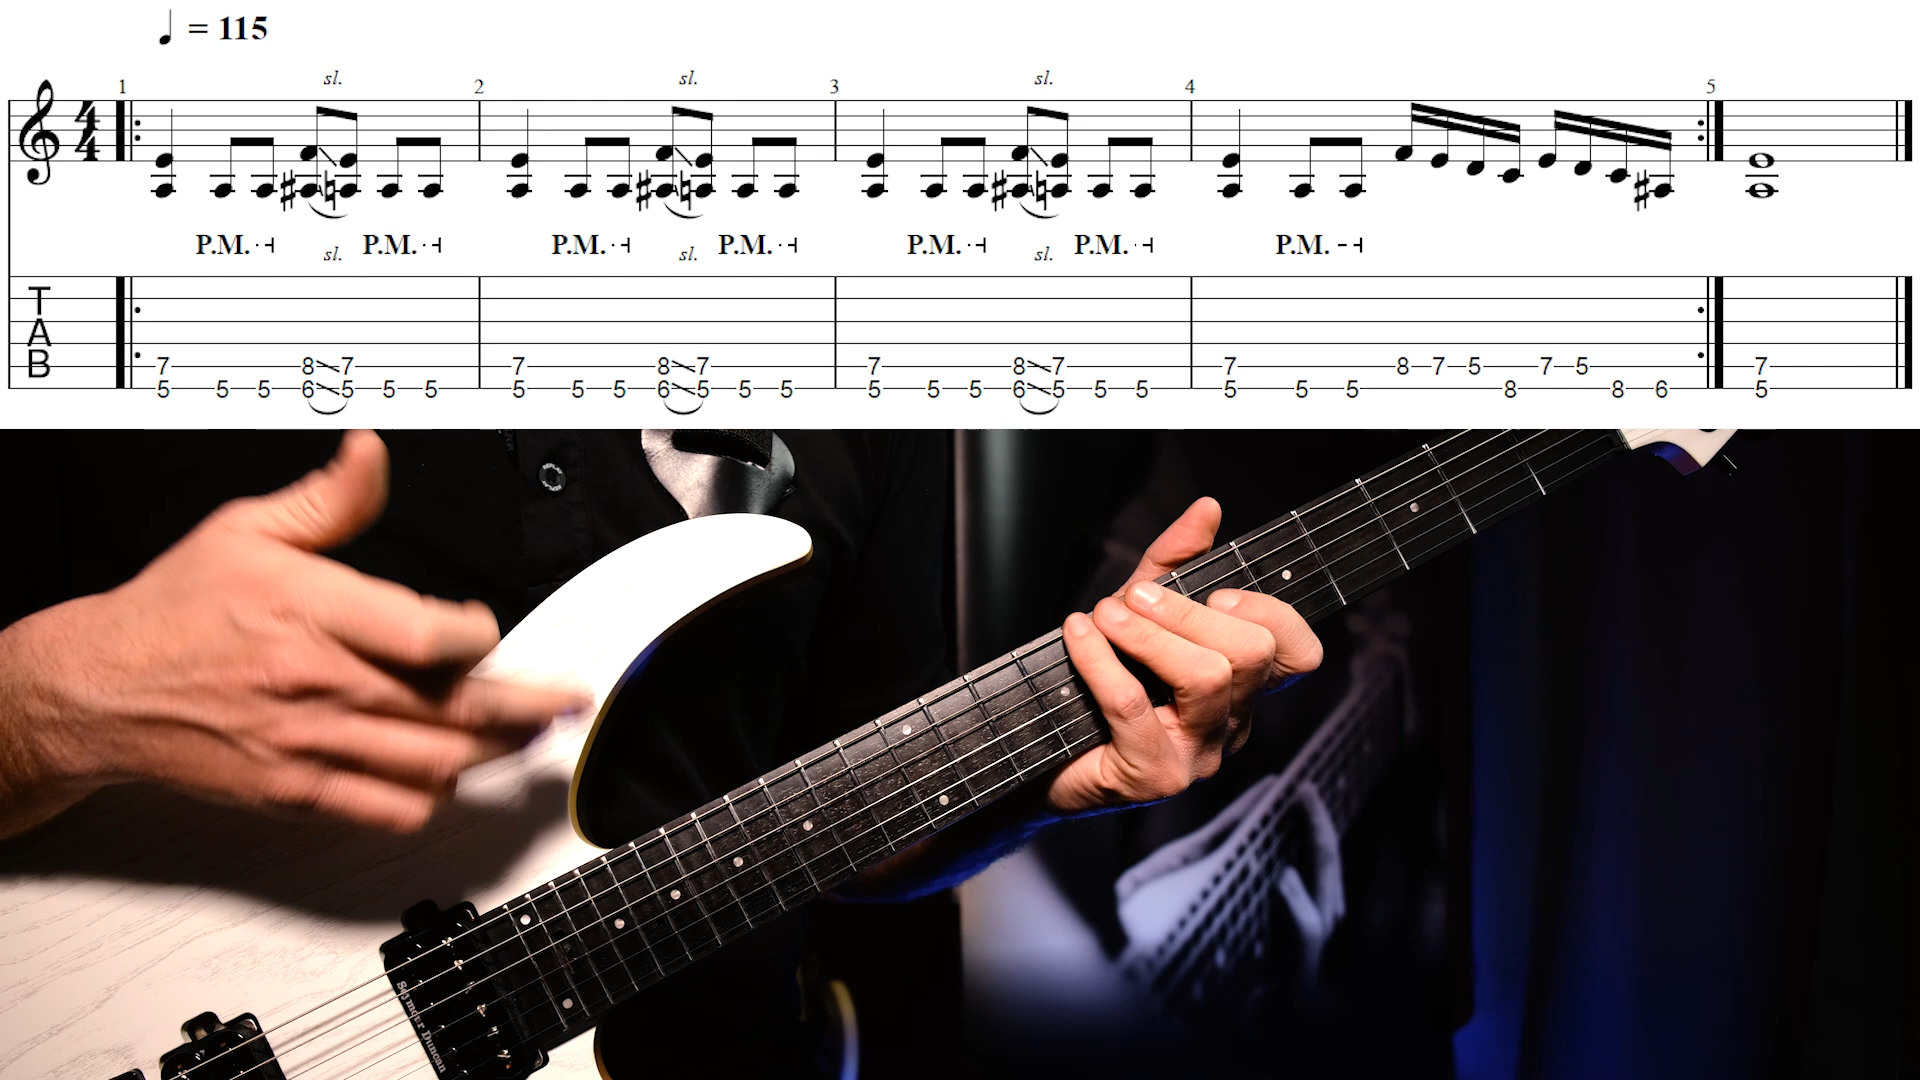 ♩ = 115
1 2 3 4 5
sl. sl. sl.
4
4
P.M. P.M. P.M. P.M. P.M. P.M. P.M.
sl. sl. sl.
T
A
B
7 8 7 7 8 7 7 8 7 7 8 7 5 7 5 7
5 5 5 6 5 5 5 5 5 5 6 5 5 5 5 5 5 6 5 5 5 5 5 5 8 8 6 5
Seymour Duncan